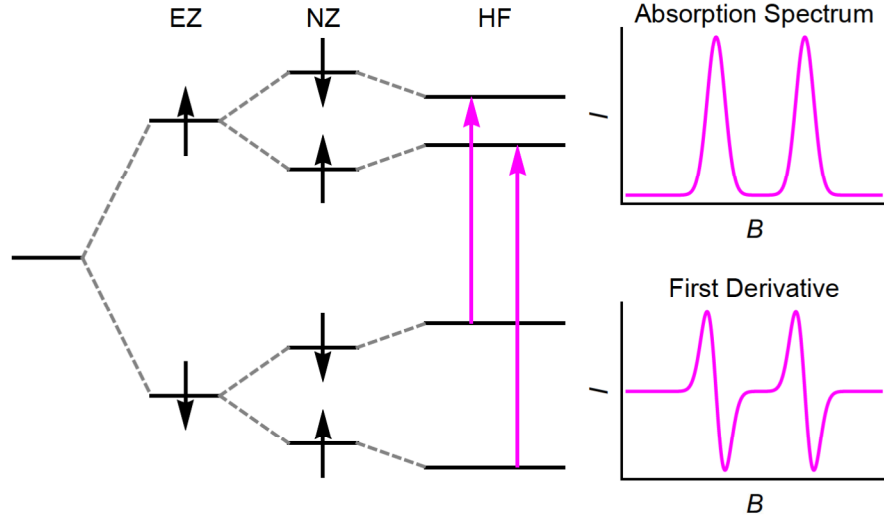 EZ
NZ
HF
Absorption Spectrum
I
B
First Derivative
I
B